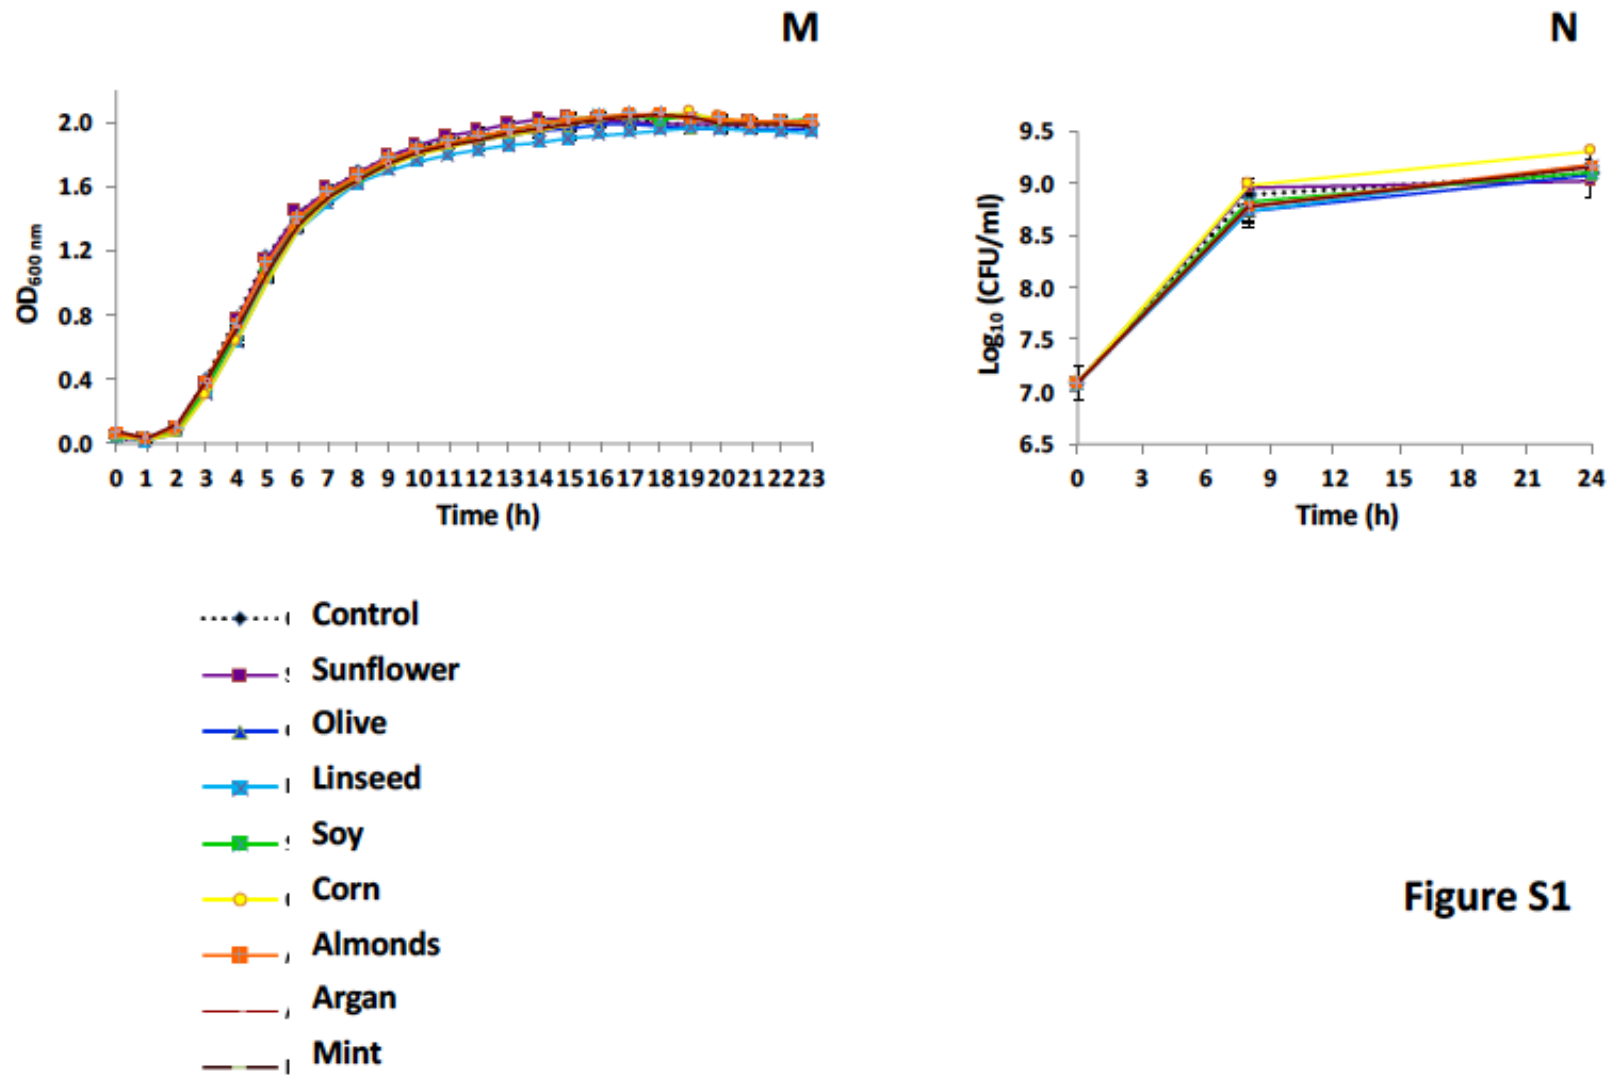 M
N
2.0
1.6
1.2
0.8
0.4
0.0
OD600 nm
0 1 2 3 4 5 6 7 8 9 10 11 12 13 14 15 16 17 18 19 20 21 22 23
Time (h)
9.5
9.0
8.5
8.0
7.5
7.0
6.5
Log10 (CFU/ml)
0 3 6 9 12 15 18 21 24
Time (h)
Control
Sunflower
Olive
Linseed
Soy
Corn
Almonds
Argan
Mint
Figure S1